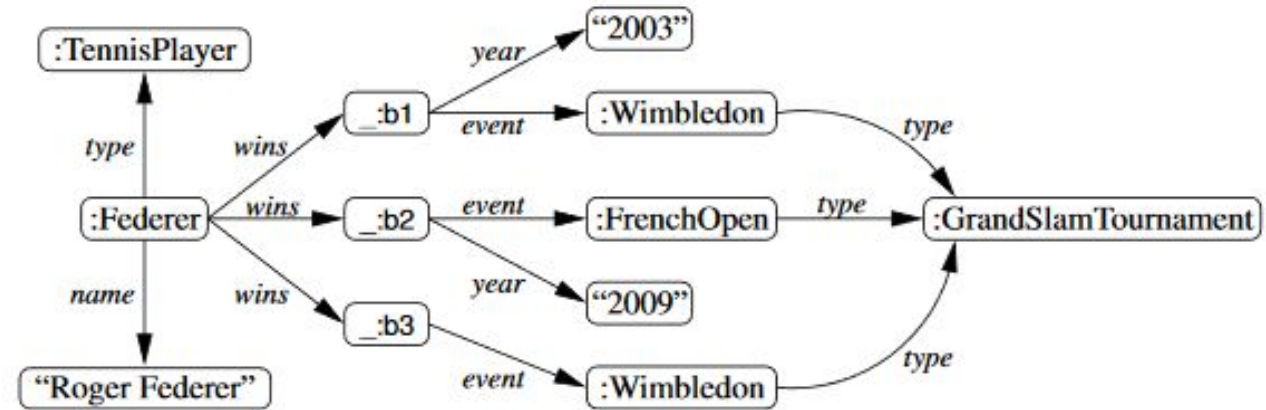 “2003”
:TennisPlayer
year
_:b1
:Wimbledon
event
type
type
wins
:Federer
wins
_:b2
event
:FrenchOpen
type
:GrandSlamTournament
name
wins
year
“2009”
_:b3
type
“Roger Federer”
event
:Wimbledon